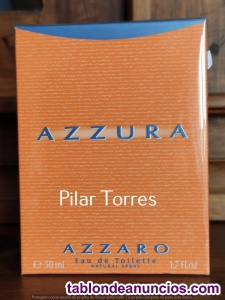 AZZURA
Pilar Torres
AZZARO
Eau de Toilette
NATURAL SPRAY
℮ 50 ml 1.7 Fl.Oz
tablondeanuncios.com